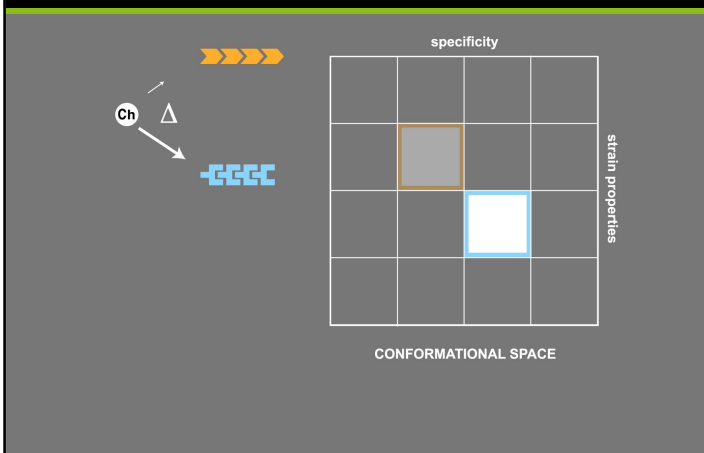 specificity
Ch Δ
strain properties
CONFORMATIONAL SPACE